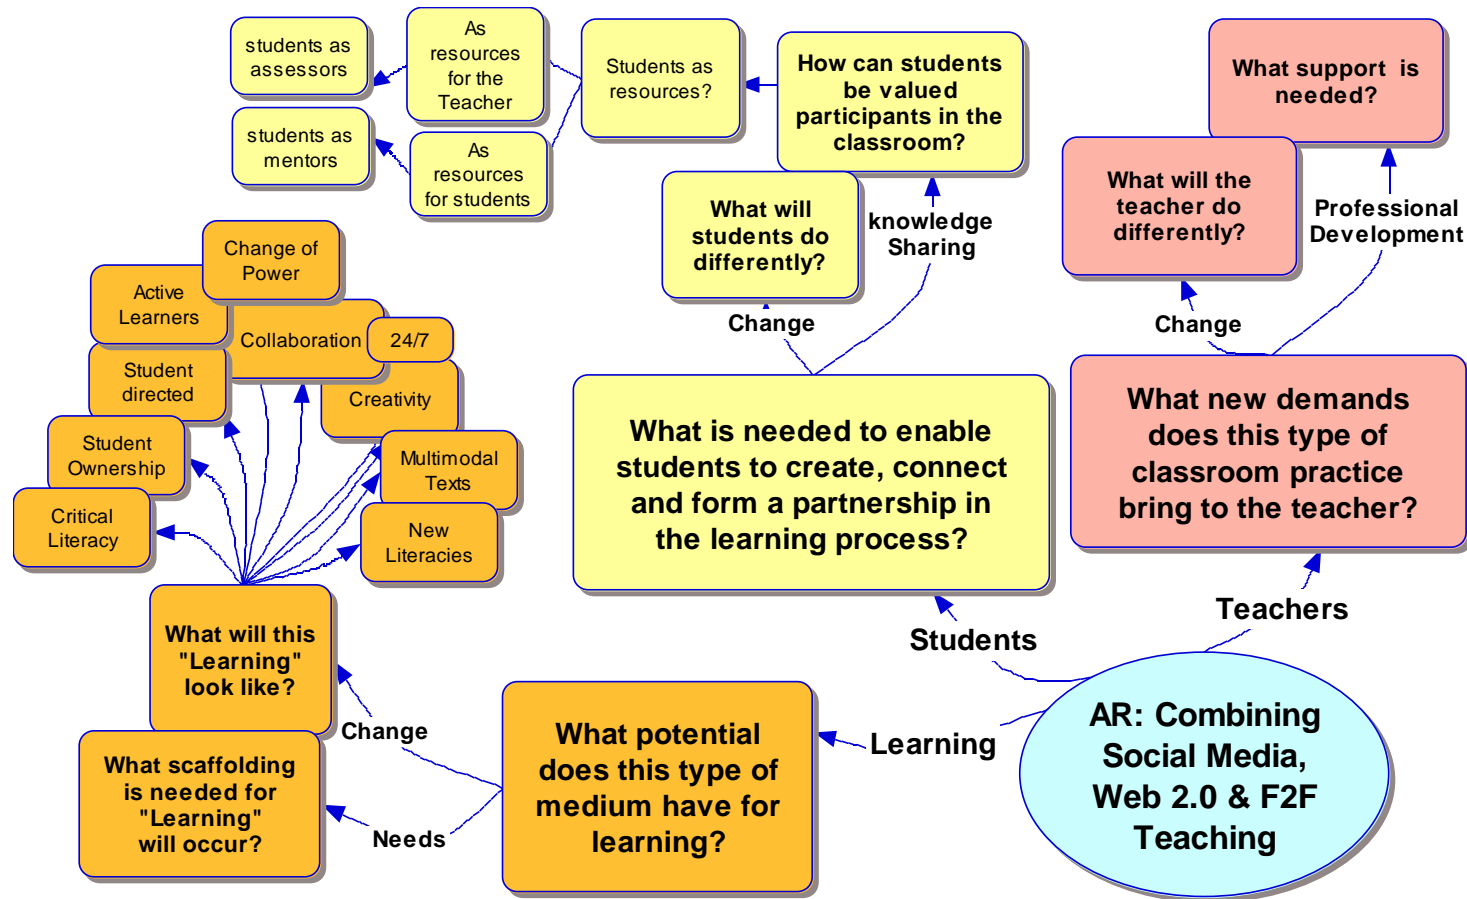 students as
assessors
As
resources
for the
Teacher
Students as
resources?
How can students
be valued
participants in the
classroom?
What support is
needed?
students as
mentors
As
resources
for students
What will
students do
differently?
knowledge
Sharing
What will the
teacher do
differently?
Professional
Development
Change of
Power
Active
Learners
Collaboration
24/7
Student
directed
Creativity
Student
Ownership
Multimodal
Texts
Critical
Literacy
New
Literacies
Change
Change
What is needed to enable
students to create, connect
and form a partnership in
the learning process?
What new demands
does this type of
classroom practice
bring to the teacher?
Students
Teachers
What will this
"Learning"
look like?
Change
What scaffolding
is needed for
"Learning"
will occur?
Needs
What potential
does this type of
medium have for
learning?
Learning
AR: Combining
Social Media,
Web 2.0 & F2F
Teaching